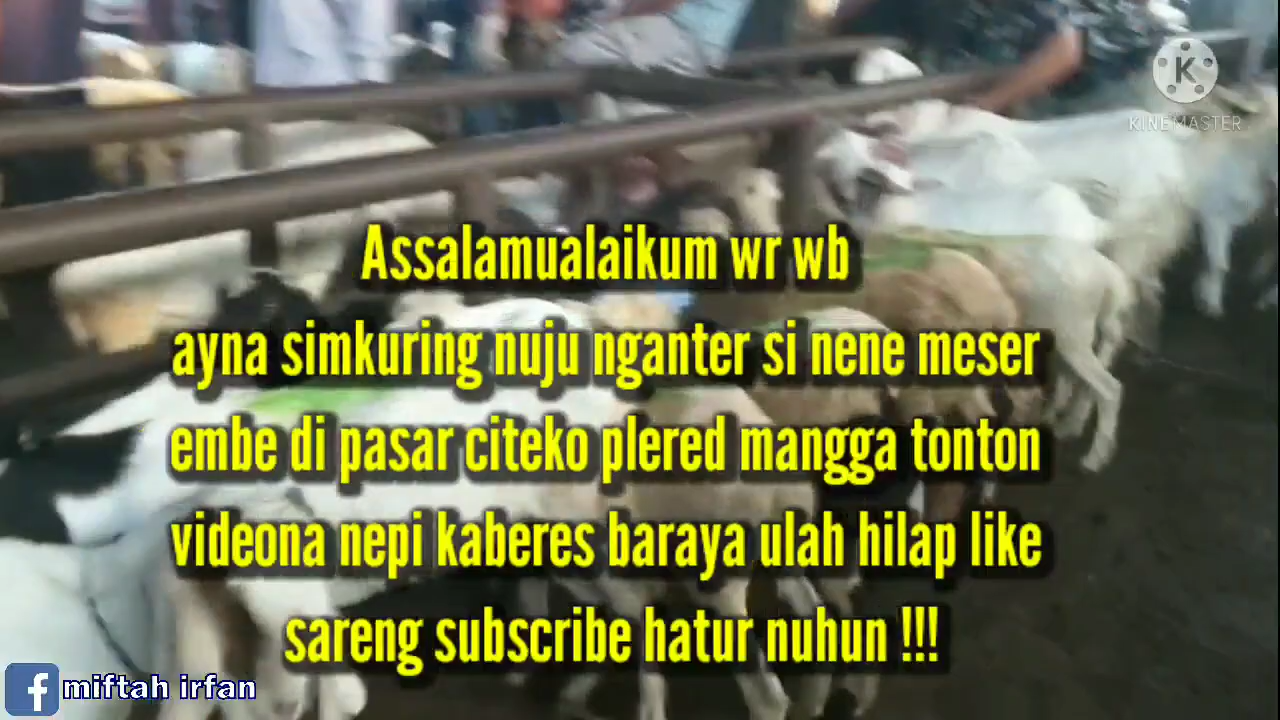 K
KINEMASTER
Assalamualaikum wr wb
ayna simkuring nuju nganter si nene meser
embe di pasar citeko plered mangga tonton
videona nepi kaberes baraya ulah hilap like
sareng subscribe hatur nuhun !!!
f miftah irfan